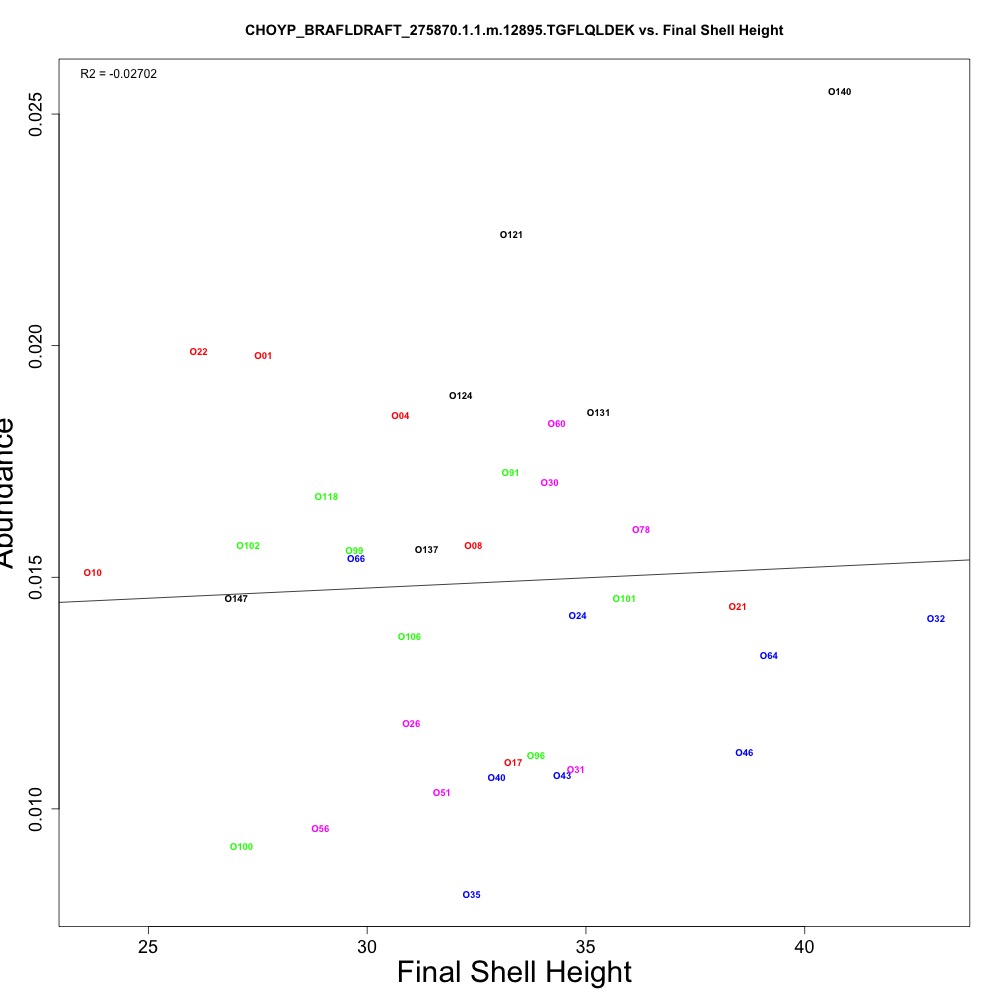 CHOYP_BRAFLDRAFT_275870.1.1.m.12895.TGFLQLDEK vs. Final Shell Height
R2 = -0.02702
O140
0.025
O121
0.020
O22
O01
O124
O04
O131
O60
O91
O30
O118
O78
O102
O99
O137
O08
O66
O10
0.015
O147
O101
O21
O24
O32
O106
O64
O26
O46
O96
O17
O31
O43
O40
O51
0.010
O56
O100
O35
Abundance
25 30 35 40
Final Shell Height